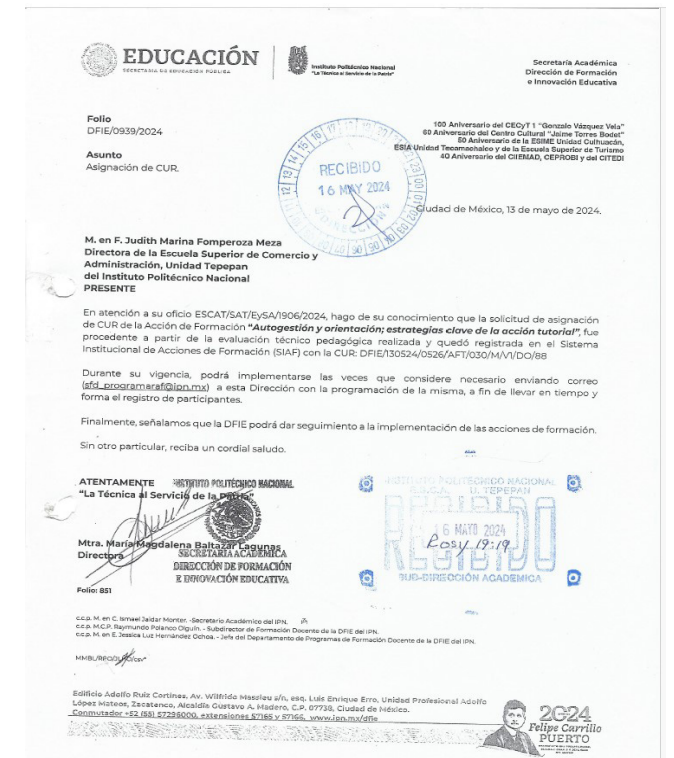 EDUCACIÓN
SECRETARÍA DE EDUCACIÓN PÚBLICA
Instituto Politécnico Nacional
"La Técnica al Servicio de la Patria"
Secretaría Académica
Dirección de Formación
e Innovación Educativa
Folio
DFIE/0939/2024
Asunto
Asignación de CUR.
100 Aniversario del CECyT 1 "Gonzalo Vázquez Vela"
60 Aniversario del Centro Cultural "Jaime Torres Bodet"
50 Aniversario de la ESIME Unidad Culhuacán,
ESIA Unidad Tecamachalco y de la Escuela Superior de Turismo
40 Aniversario del CIIEMAD, CEPROBI y del CITEDI
RECIBIDO
16 MAY 2024
DIRECCIÓN
Ciudad de México, 13 de mayo de 2024.
M. en F. Judith Marina Fomperoza Meza
Directora de la Escuela Superior de Comercio y
Administración, Unidad Tepepan
del Instituto Politécnico Nacional
PRESENTE
En atención a su oficio ESCAT/SAT/EySA/1906/2024, hago de su conocimiento que la solicitud de asignación
de CUR de la Acción de Formación "Autogestión y orientación; estrategias clave de la acción tutorial", fue
procedente a partir de la evaluación técnico pedagógica realizada y quedó registrada en el Sistema
Institucional de Acciones de Formación (SIAF) con la CUR: DFIE/130524/0526/AFT/030/M/V1/DO/88
Durante su vigencia, podrá implementarse las veces que considere necesario enviando correo
(sfd_programaraf@ipn.mx) a esta Dirección con la programación de la misma, a fin de llevar en tiempo y
forma el registro de participantes.
Finalmente, señalamos que la DFIE podrá dar seguimiento a la implementación de las acciones de formación.
Sin otro particular, reciba un cordial saludo.
ATENTAMENTE
"La Técnica al Servicio de la Patria"
INSTITUTO POLITÉCNICO NACIONAL
Mtra. María Magdalena Baltazar Lagunas
Directora
SECRETARIA ACADÉMICA
DIRECCIÓN DE FORMACIÓN
E INNOVACIÓN EDUCATIVA
INSTITUTO POLITÉCNICO NACIONAL
E.S.C.A. U. TEPEPAN
RECIBIDO
16 MAYO 2024
Rosy 19:19
SUB-DIRECCIÓN ACADEMICA
Folio: 851
c.c.p. M. en C. Ismael Jaidar Monter. -Secretario Académico del IPN.
c.c.p. M.C.P. Raymundo Polanco Olguín. - Subdirector de Formación Docente de la DFIE del IPN.
c.c.p. M. en E. Jessica Luz Hernández Ochoa. - Jefa del Departamento de Programas de Formación Docente de la DFIE del IPN.
Edificio Adolfo Ruiz Cortines, Av. Wilfrido Massieu s/n, esq. Luis Enrique Erro, Unidad Profesional Adolfo
López Mateos, Zacatenco, Alcaldía Gustavo A. Madero, C.P. 07738, Ciudad de México.
Conmutador +52 (55) 57296000, extensiones 57165 y 57166, www.ipn.mx/dfie
2024
Felipe Carrillo
PUERTO